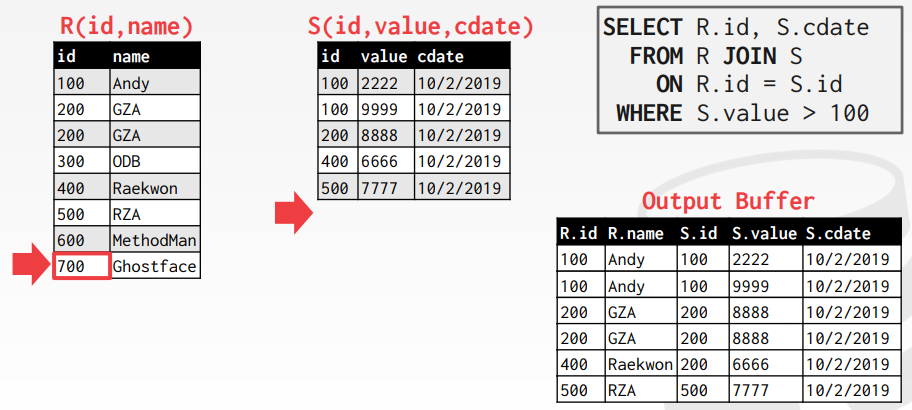 R(id,name)
id name
100 Andy
200 GZA
200 GZA
300 ODB
400 Raekwon
500 RZA
600 MethodMan
700 Ghostface
S(id,value,cdate)
id value cdate
100 2222 10/2/2019
100 9999 10/2/2019
200 8888 10/2/2019
400 6666 10/2/2019
500 7777 10/2/2019
SELECT R.id, S.cdate
FROM R JOIN S
ON R.id = S.id
WHERE S.value > 100
Output Buffer
R.id R.name S.id S.value S.cdate
100 Andy 100 2222 10/2/2019
100 Andy 100 9999 10/2/2019
200 GZA 200 8888 10/2/2019
200 GZA 200 8888 10/2/2019
400 Raekwon 200 6666 10/2/2019
500 RZA 500 7777 10/2/2019